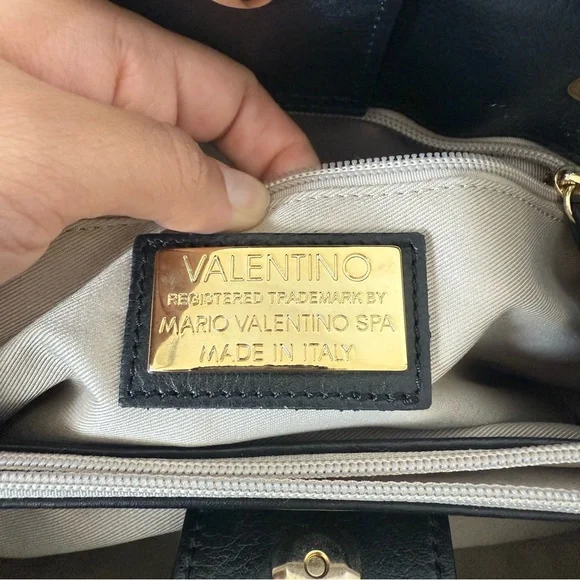 VALENTINO
REGISTERED TRADEMARK BY
MARIO VALENTINO SPA
MADE IN ITALY